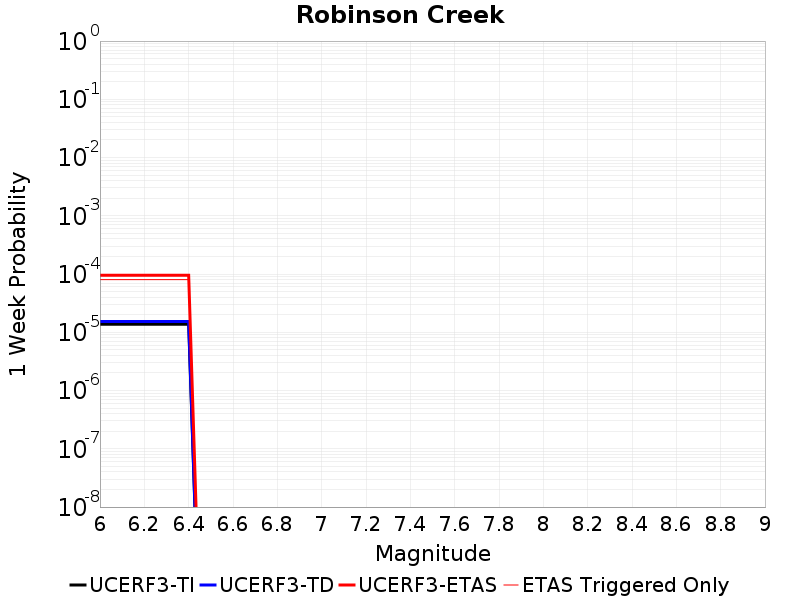 Robinson Creek
1 Week Probability
10^0
10^-1
10^-2
10^-3
10^-4
10^-5
10^-6
10^-7
10^-8
6 6.2 6.4 6.6 6.8 7 7.2 7.4 7.6 7.8 8 8.2 8.4 8.6 8.8 9
Magnitude
UCERF3-TI UCERF3-TD UCERF3-ETAS ETAS Triggered Only